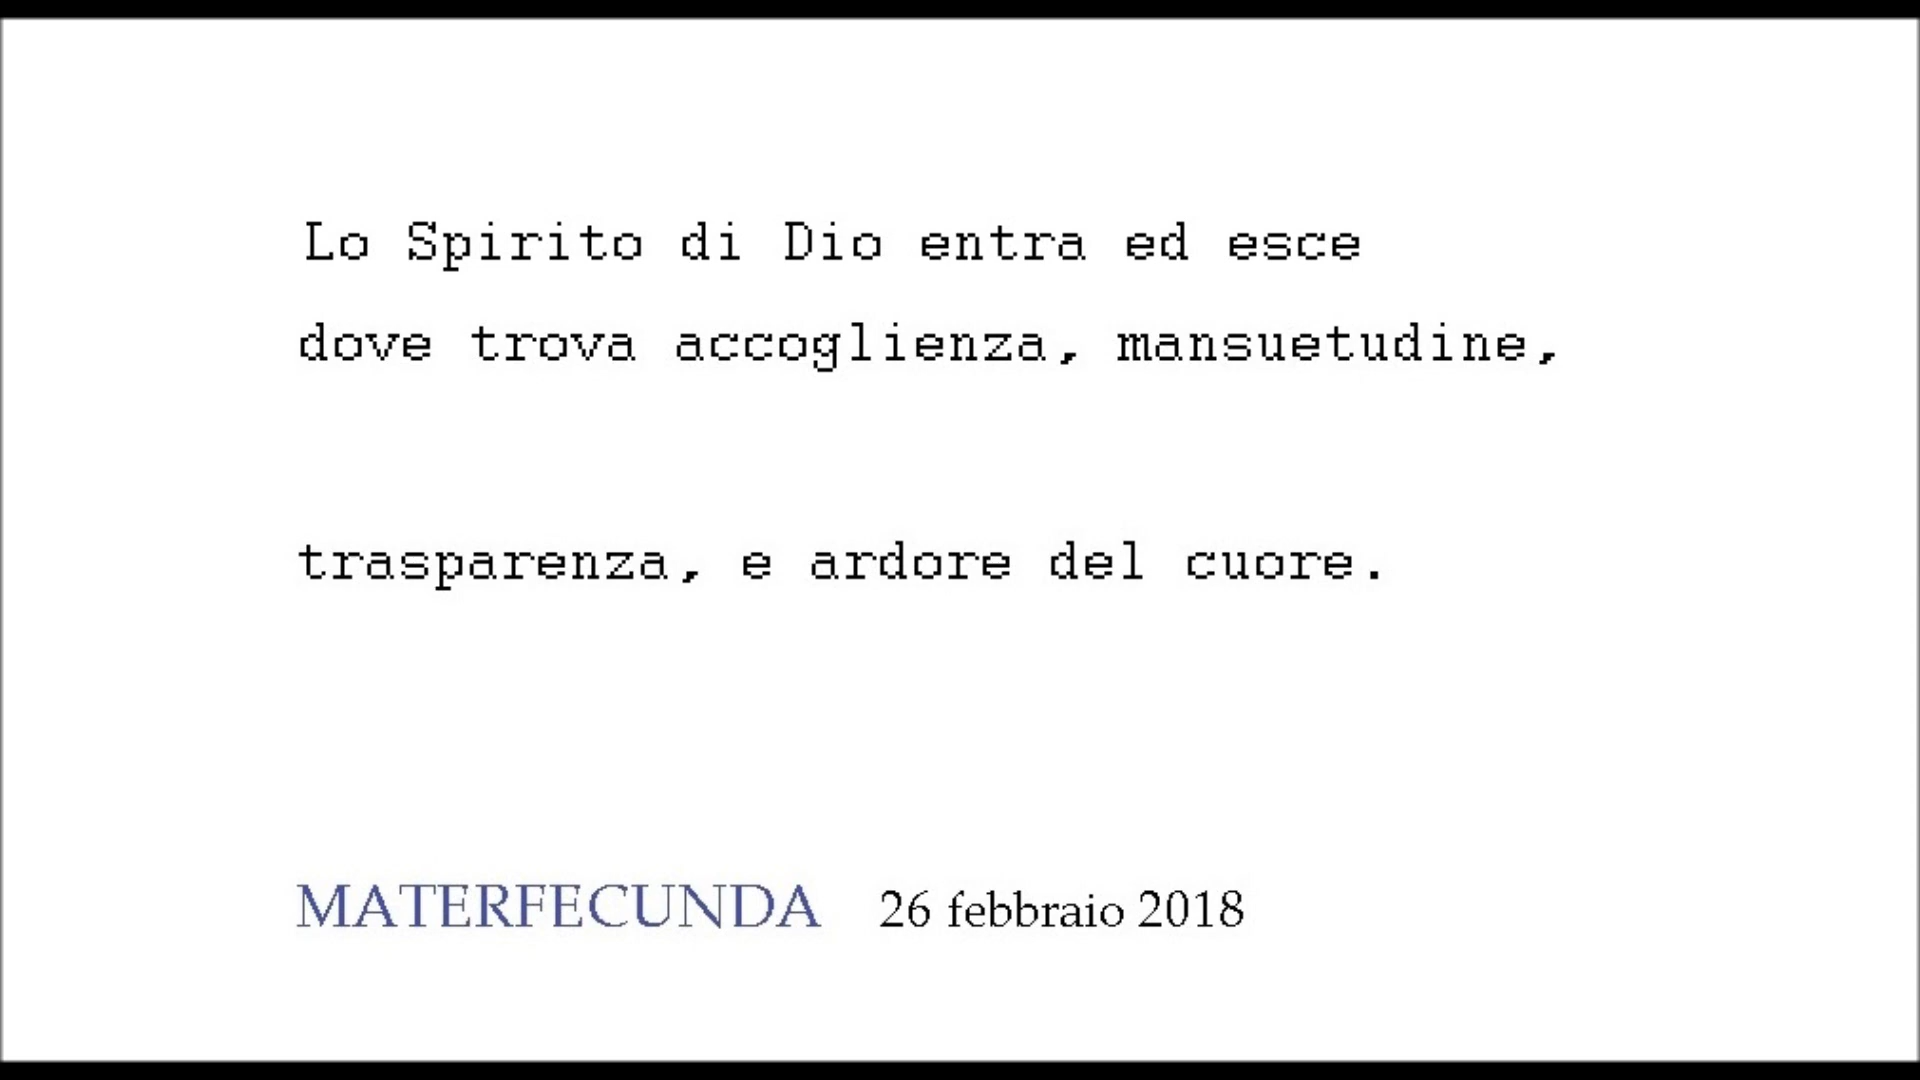 Lo Spirito di Dio entra ed esce
dove trova accoglienza, mansuetudine,
trasparenza, e ardore del cuore.
MATERFECUNDA 26 febbraio 2018